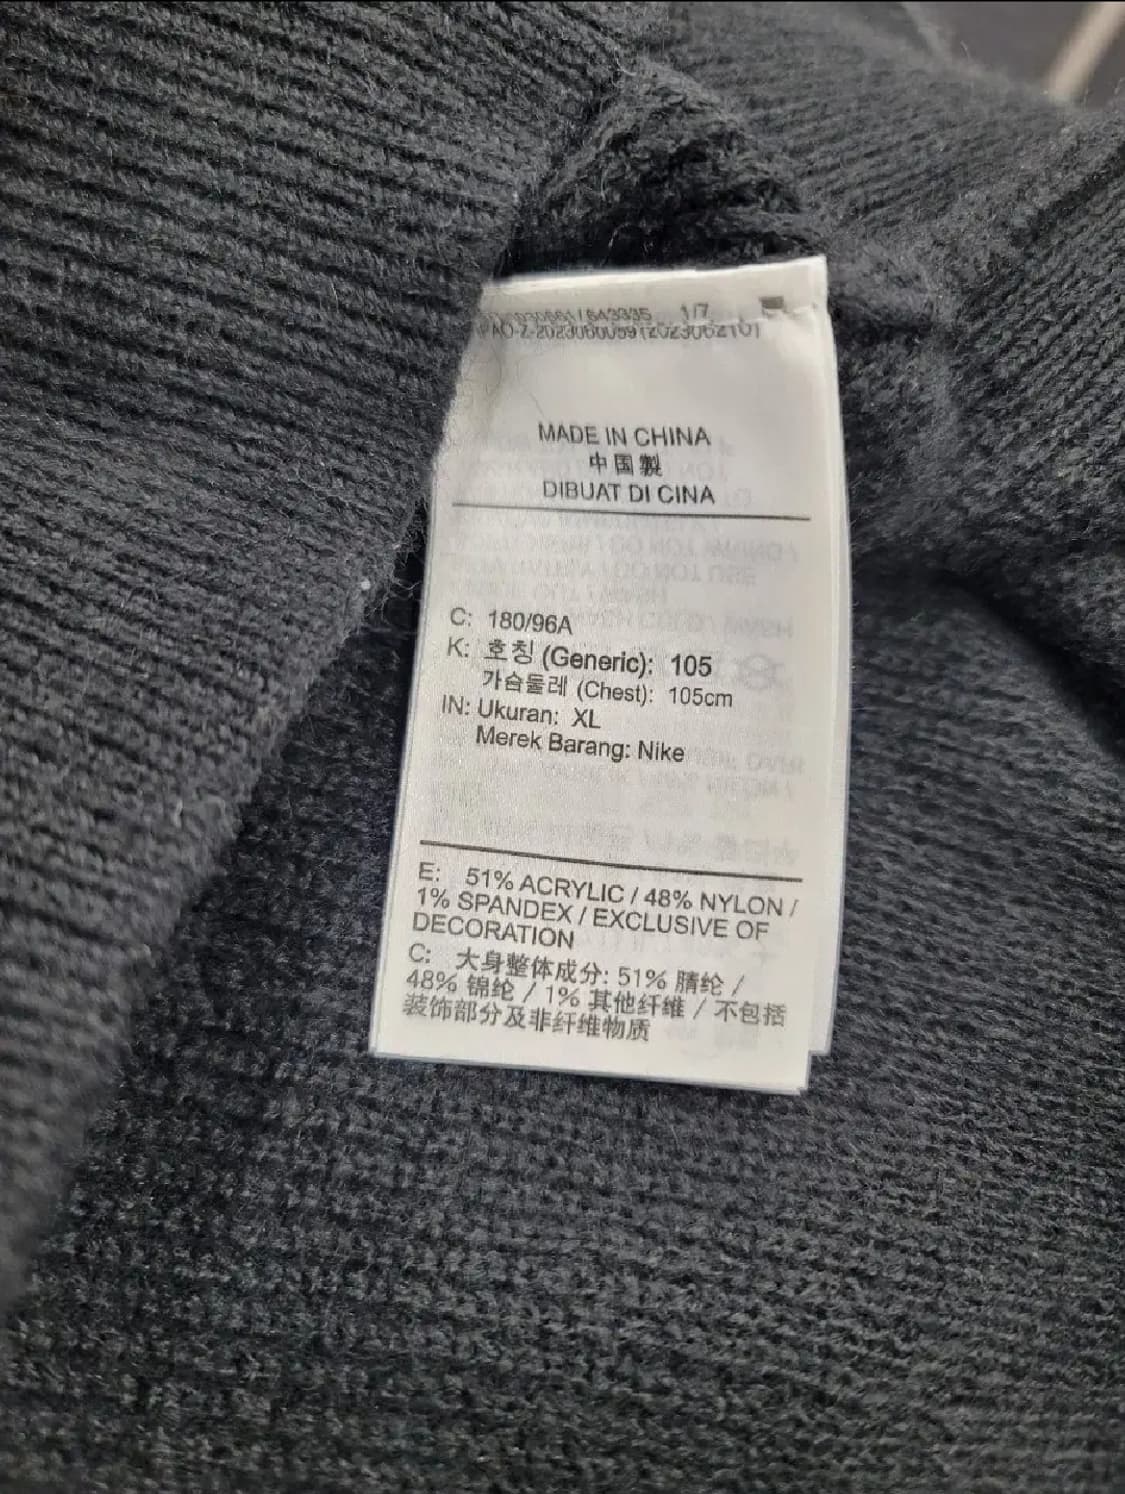 1/7
MADE IN CHINA
中国製
DIBUAT DI CINA
C: 180/96A
K: 호칭 (Generic): 105
가슴둘레 (Chest): 105cm
IN: Ukuran: XL
Merek Barang: Nike
E: 51% ACRYLIC / 48% NYLON /
1% SPANDEX / EXCLUSIVE OF
DECORATION
C: 大身整体成分: 51% 腈纶 /
48% 锦纶 / 1% 其他纤维 / 不包括
装饰部分及非纤维物质